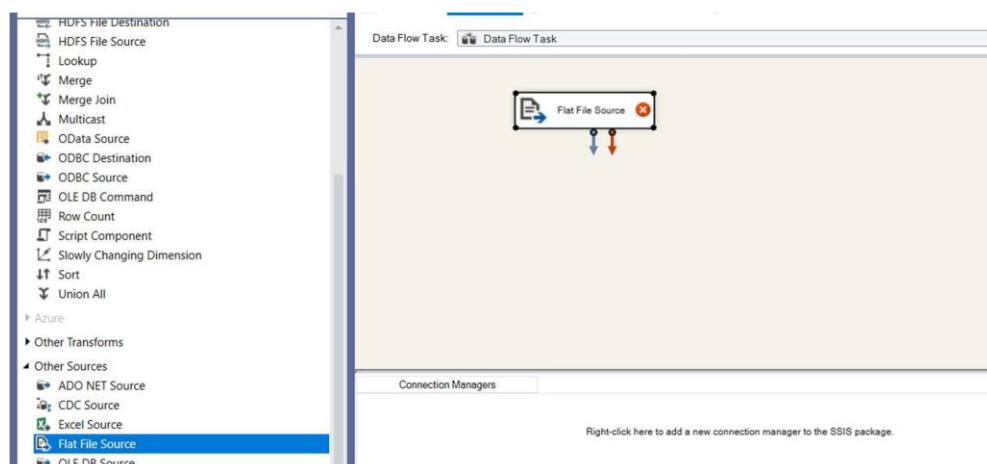 HDFS File Destination
HDFS File Source
Lookup
Merge
Merge Join
Multicast
OData Source
ODBC Destination
ODBC Source
OLE DB Command
Row Count
Script Component
Slowly Changing Dimension
Sort
Union All
Azure
Other Transforms
Other Sources
ADO NET Source
CDC Source
Excel Source
Flat File Source
OLE DB Source
Data Flow Task: Data Flow Task
Flat File Source
Connection Managers
Right-click here to add a new connection manager to the SSIS package.